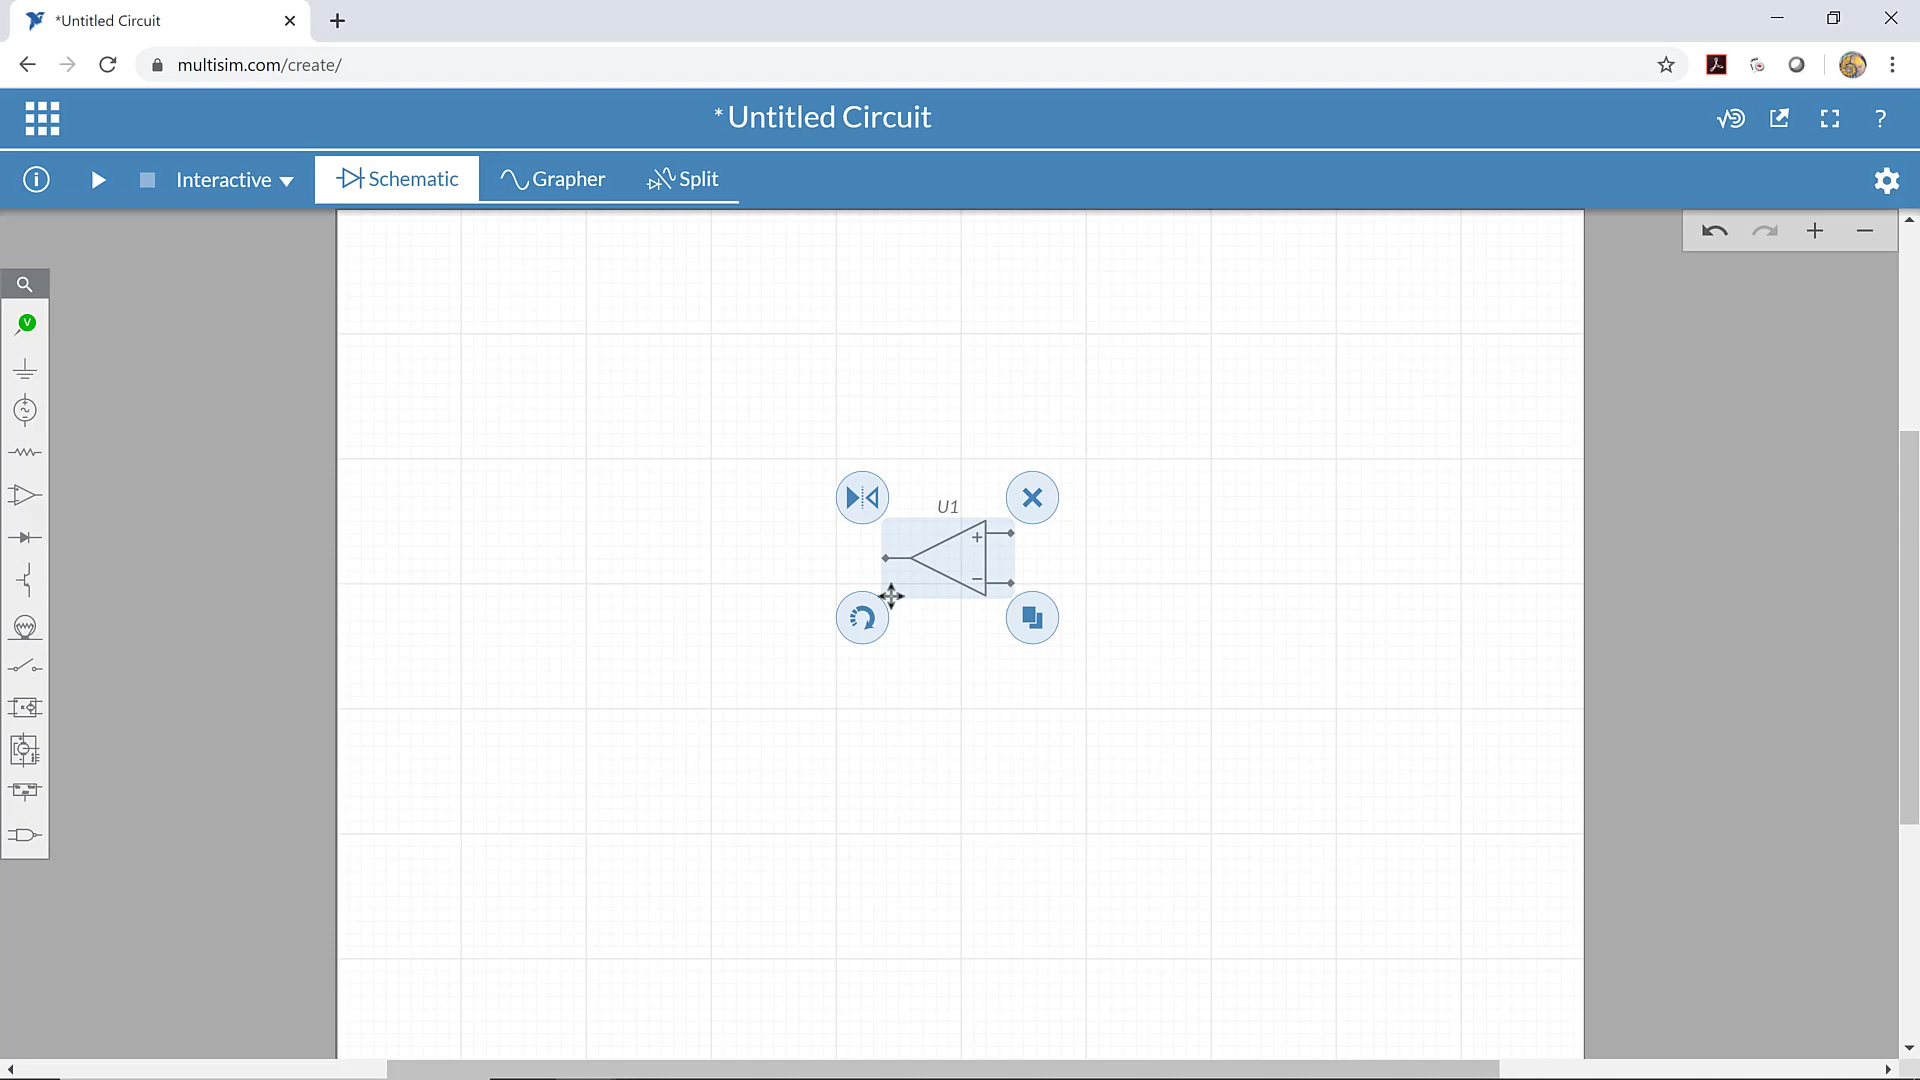 *Untitled Circuit
multisim.com/create/
*Untitled Circuit
?
Interactive
Schematic
Grapher
Split
V
U1
+
−